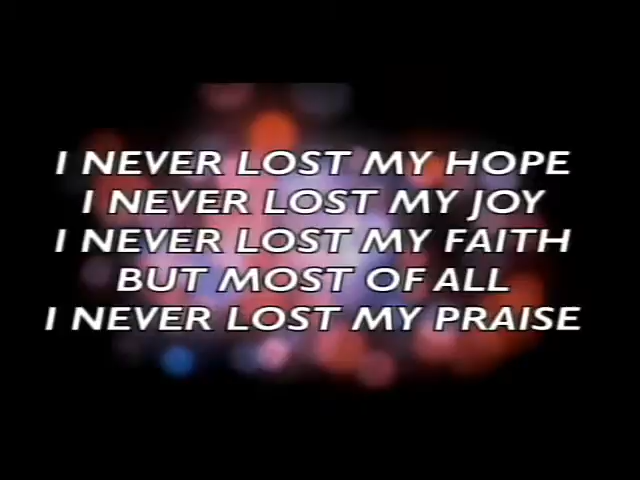 I NEVER LOST MY HOPE
I NEVER LOST MY JOY
I NEVER LOST MY FAITH
BUT MOST OF ALL
I NEVER LOST MY PRAISE